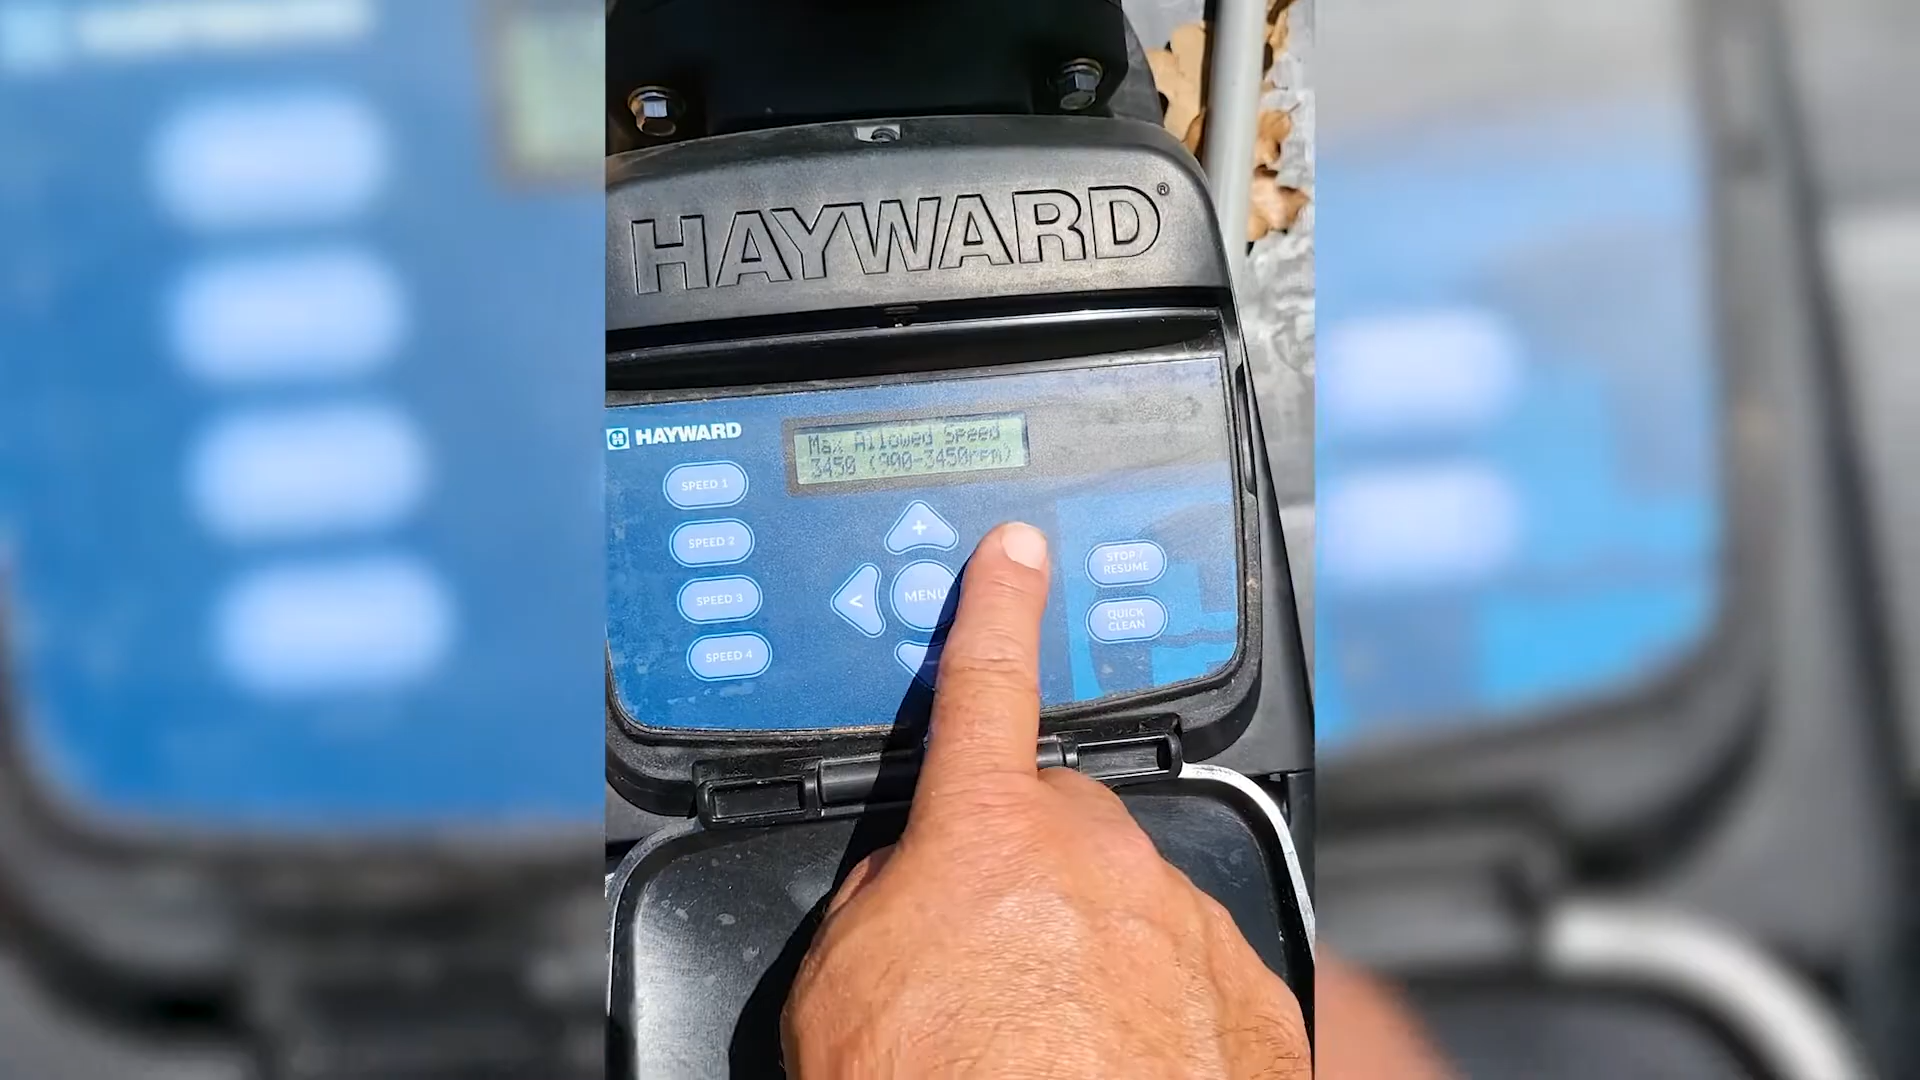 HAYWARD®
HAYWARD
Max Allowed Speed
3450 (990-3450rpm)
SPEED 1
SPEED 2
SPEED 3
SPEED 4
+
<
MENU
STOP /
RESUME
QUICK
CLEAN